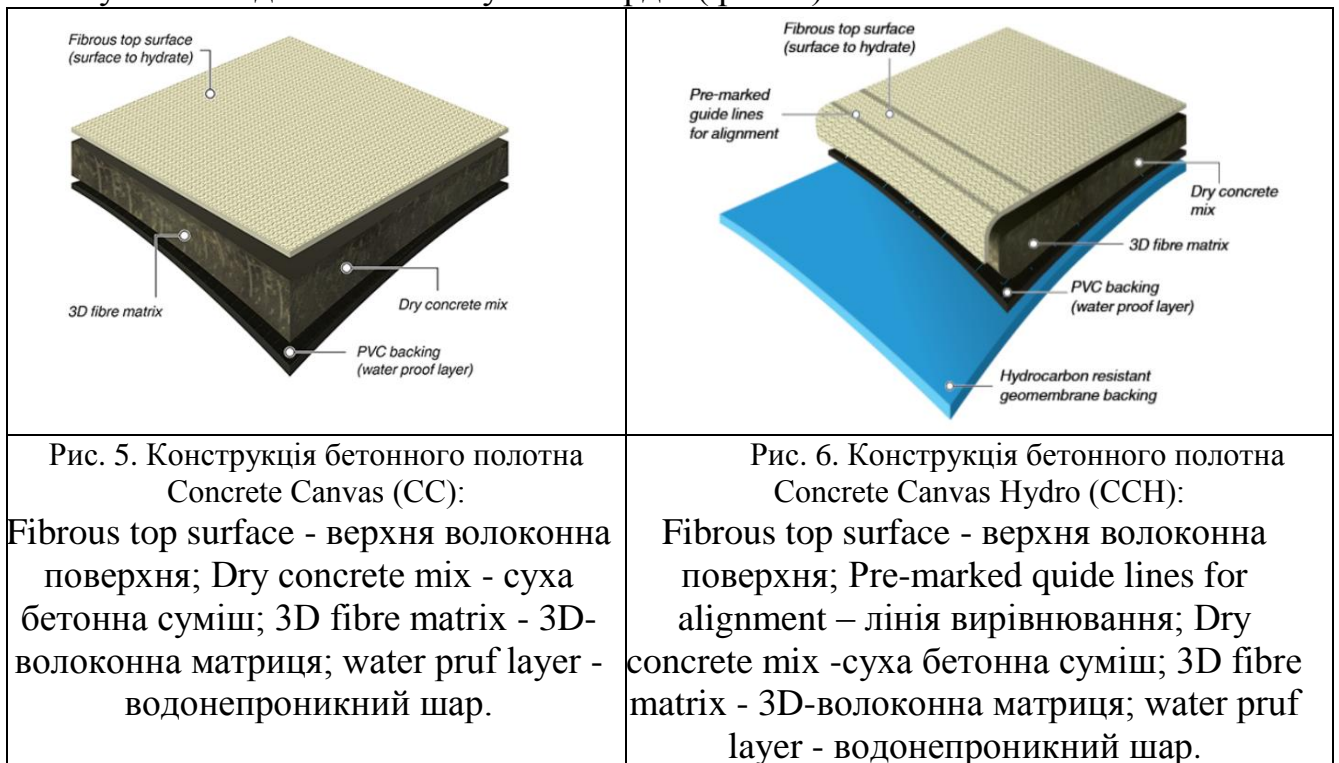 Fibrous top surface
(surface to hydrate)
3D fibre matrix
Dry concrete mix
PVC backing
(water proof layer)
Fibrous top surface
(surface to hydrate)
Pre-marked
guide lines
for alignment
Dry concrete
mix
3D fibre matrix
PVC backing
(water proof layer)
Hydrocarbon resistant
geomembrane backing
Рис. 5. Конструкція бетонного полотна
Concrete Canvas (CC):
Fibrous top surface - верхня волоконна
поверхня; Dry concrete mix - суха
бетонна суміш; 3D fibre matrix - 3D-
волоконна матриця; water pruf layer -
водонепроникний шар.
Рис. 6. Конструкція бетонного полотна
Concrete Canvas Hydro (CCH):
Fibrous top surface - верхня волоконна
поверхня; Pre-marked quide lines for
alignment – лінія вирівнювання; Dry
concrete mix -суха бетонна суміш; 3D fibre
matrix - 3D-волоконна матриця; water pruf
layer - водонепроникний шар.